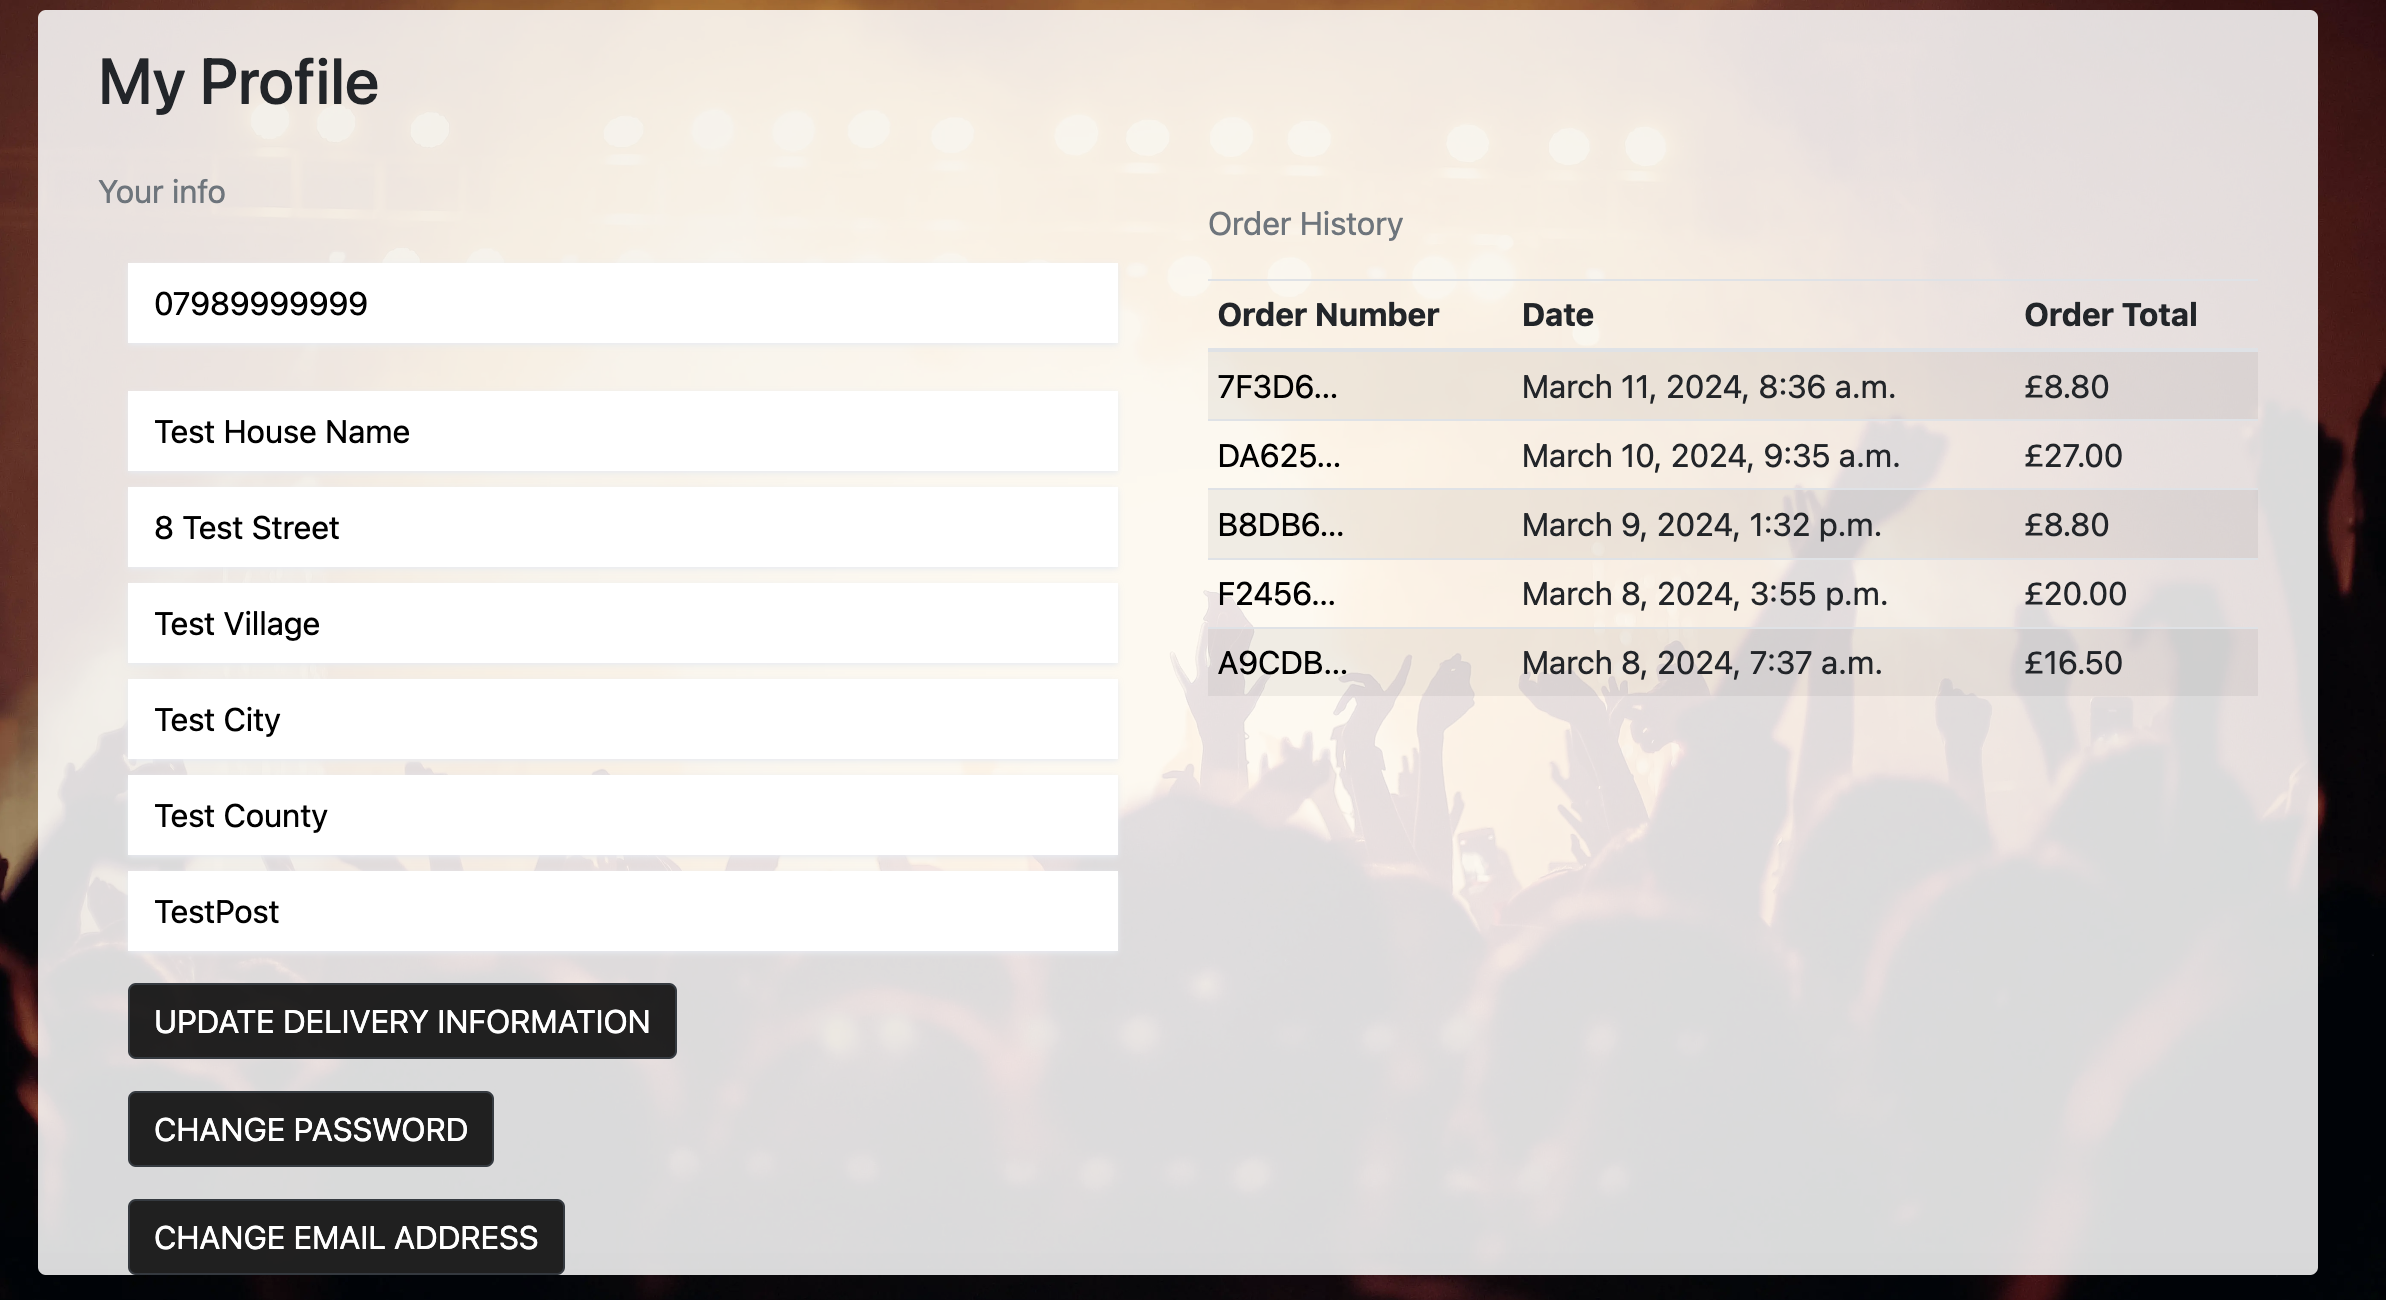 My Profile
Your info
07989999999
Test House Name
8 Test Street
Test Village
Test City
Test County
TestPost
UPDATE DELIVERY INFORMATION
CHANGE PASSWORD
CHANGE EMAIL ADDRESS
Order History
Order Number Date Order Total
7F3D6... March 11, 2024, 8:36 a.m. £8.80
DA625... March 10, 2024, 9:35 a.m. £27.00
B8DB6... March 9, 2024, 1:32 p.m. £8.80
F2456... March 8, 2024, 3:55 p.m. £20.00
A9CDB... March 8, 2024, 7:37 a.m. £16.50